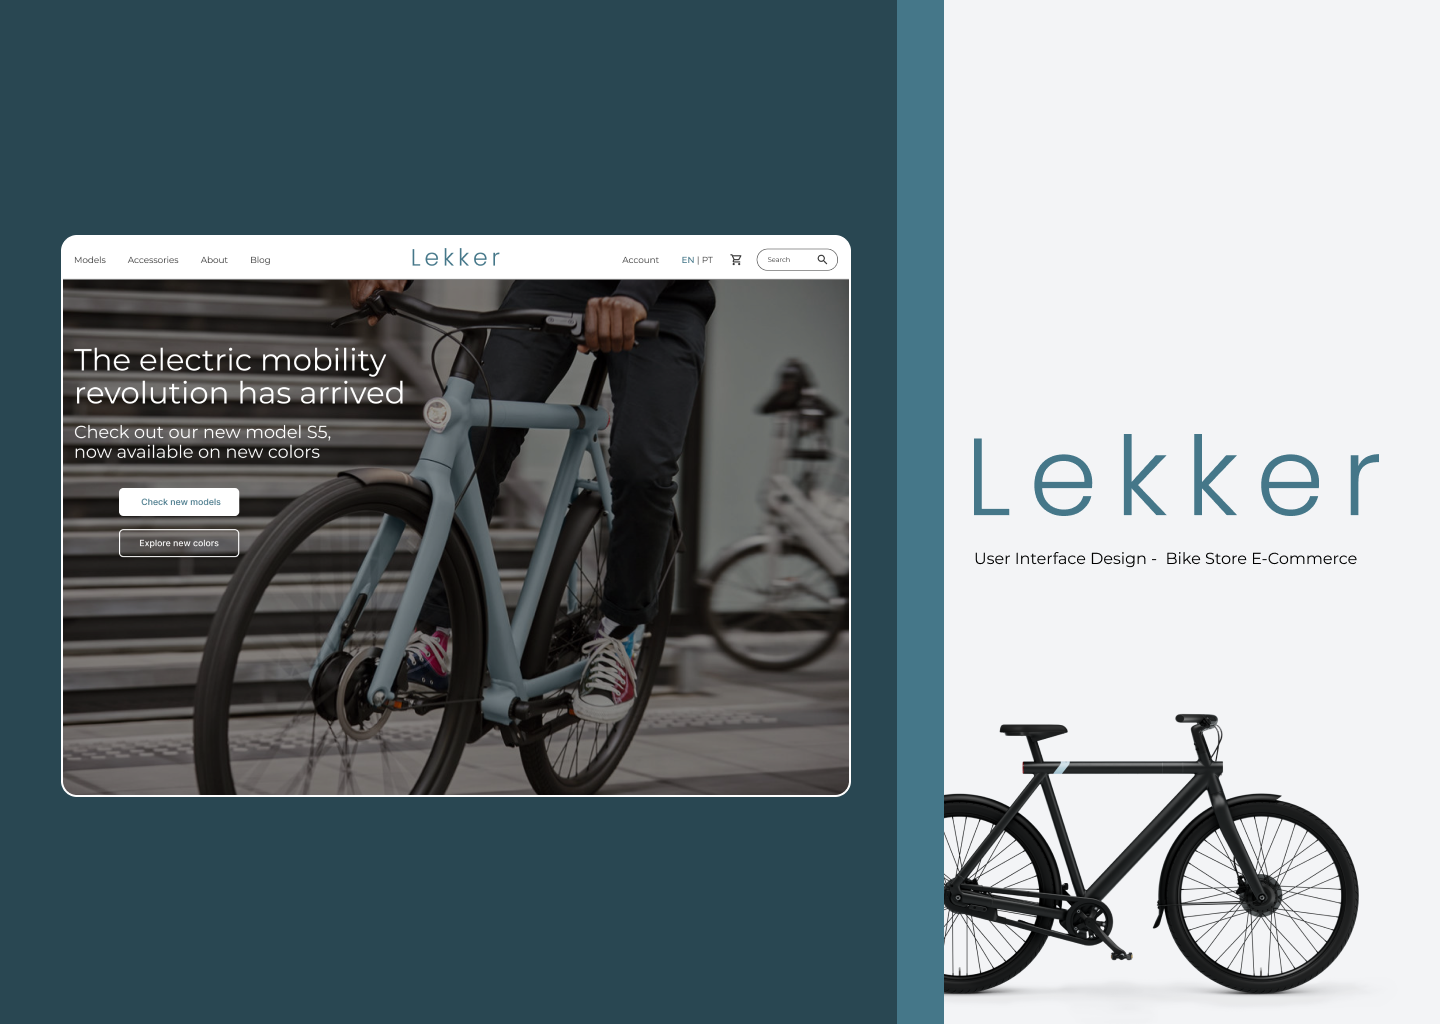 Models Accessories About Blog Lekker Account EN | PT Search
The electric mobility
revolution has arrived
Check out our new model S5,
now available on new colors
Check new models
Explore new colors
Lekker
User Interface Design -  Bike Store E-Commerce